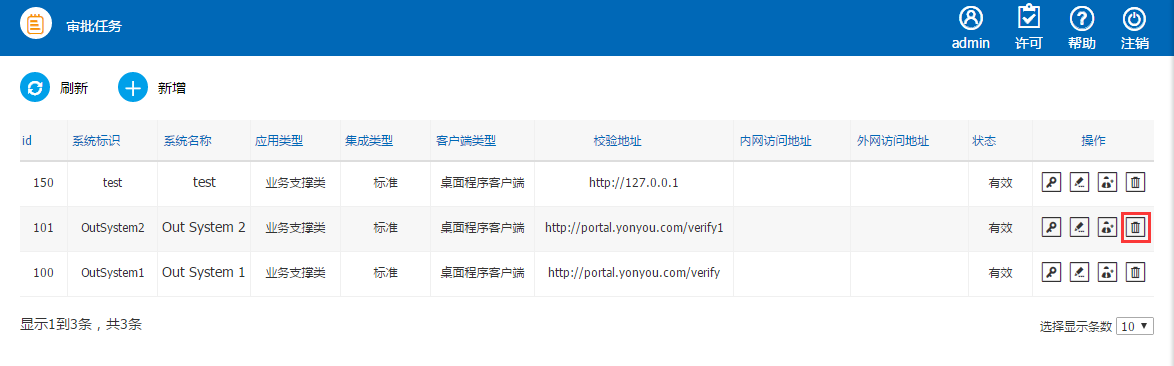 审批任务
admin 许可 帮助 注销
刷新 新增
id 系统标识 系统名称 应用类型 集成类型 客户端类型 校验地址 内网访问地址 外网访问地址 状态 操作
150 test test 业务支撑类 标准 桌面程序客户端 http://127.0.0.1 有效
101 OutSystem2 Out System 2 业务支撑类 标准 桌面程序客户端 http://portal.yonyou.com/verify1 有效
100 OutSystem1 Out System 1 业务支撑类 标准 桌面程序客户端 http://portal.yonyou.com/verify 有效
显示1到3条，共3条
选择显示条数 10